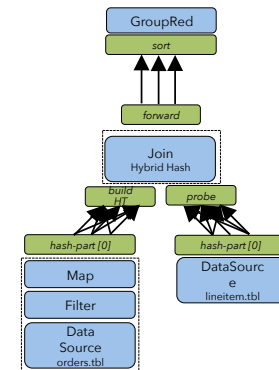 GroupRed
sort
forward
Join
Hybrid Hash
build
HT
probe
hash-part [0]
hash-part [0]
Map
DataSourc
e
lineitem.tbl
Filter
Data
Source
orders.tbl